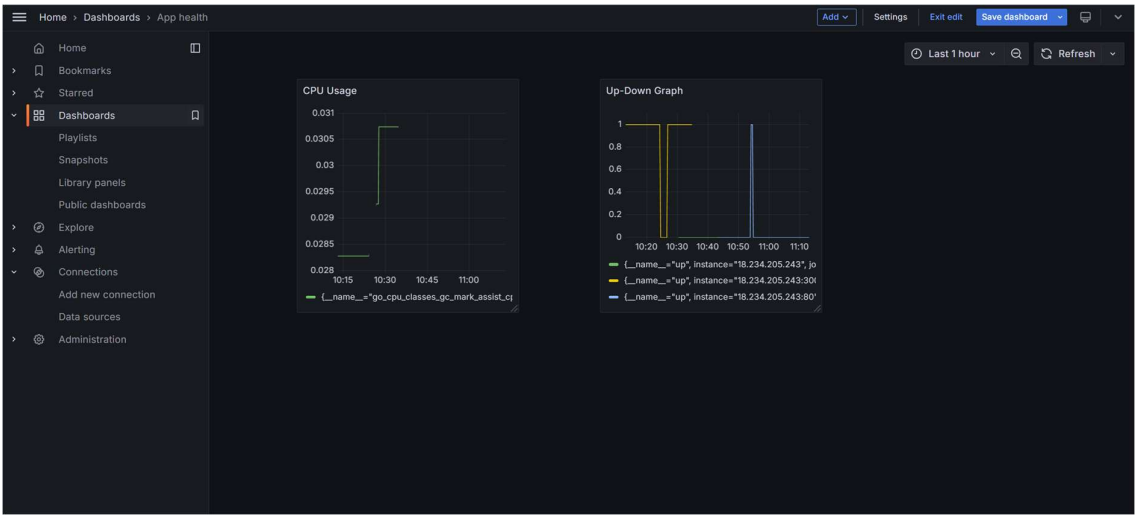 Home › Dashboards › App health
Add
Settings
Exit edit
Save dashboard
Home
Bookmarks
Starred
Dashboards
Playlists
Snapshots
Library panels
Public dashboards
Explore
Alerting
Connections
Add new connection
Data sources
Administration
Last 1 hour
Refresh
CPU Usage
0.031
0.0305
0.03
0.0295
0.029
0.0285
0.028
10:15 10:30 10:45 11:00
{__name__="go_cpu_classes_gc_mark_assist_cp
Up-Down Graph
1
0.8
0.6
0.4
0.2
0
10:20 10:30 10:40 10:50 11:00 11:10
{__name__="up", instance="18.234.205.243", jo
{__name__="up", instance="18.234.205.243:300
{__name__="up", instance="18.234.205.243:80"